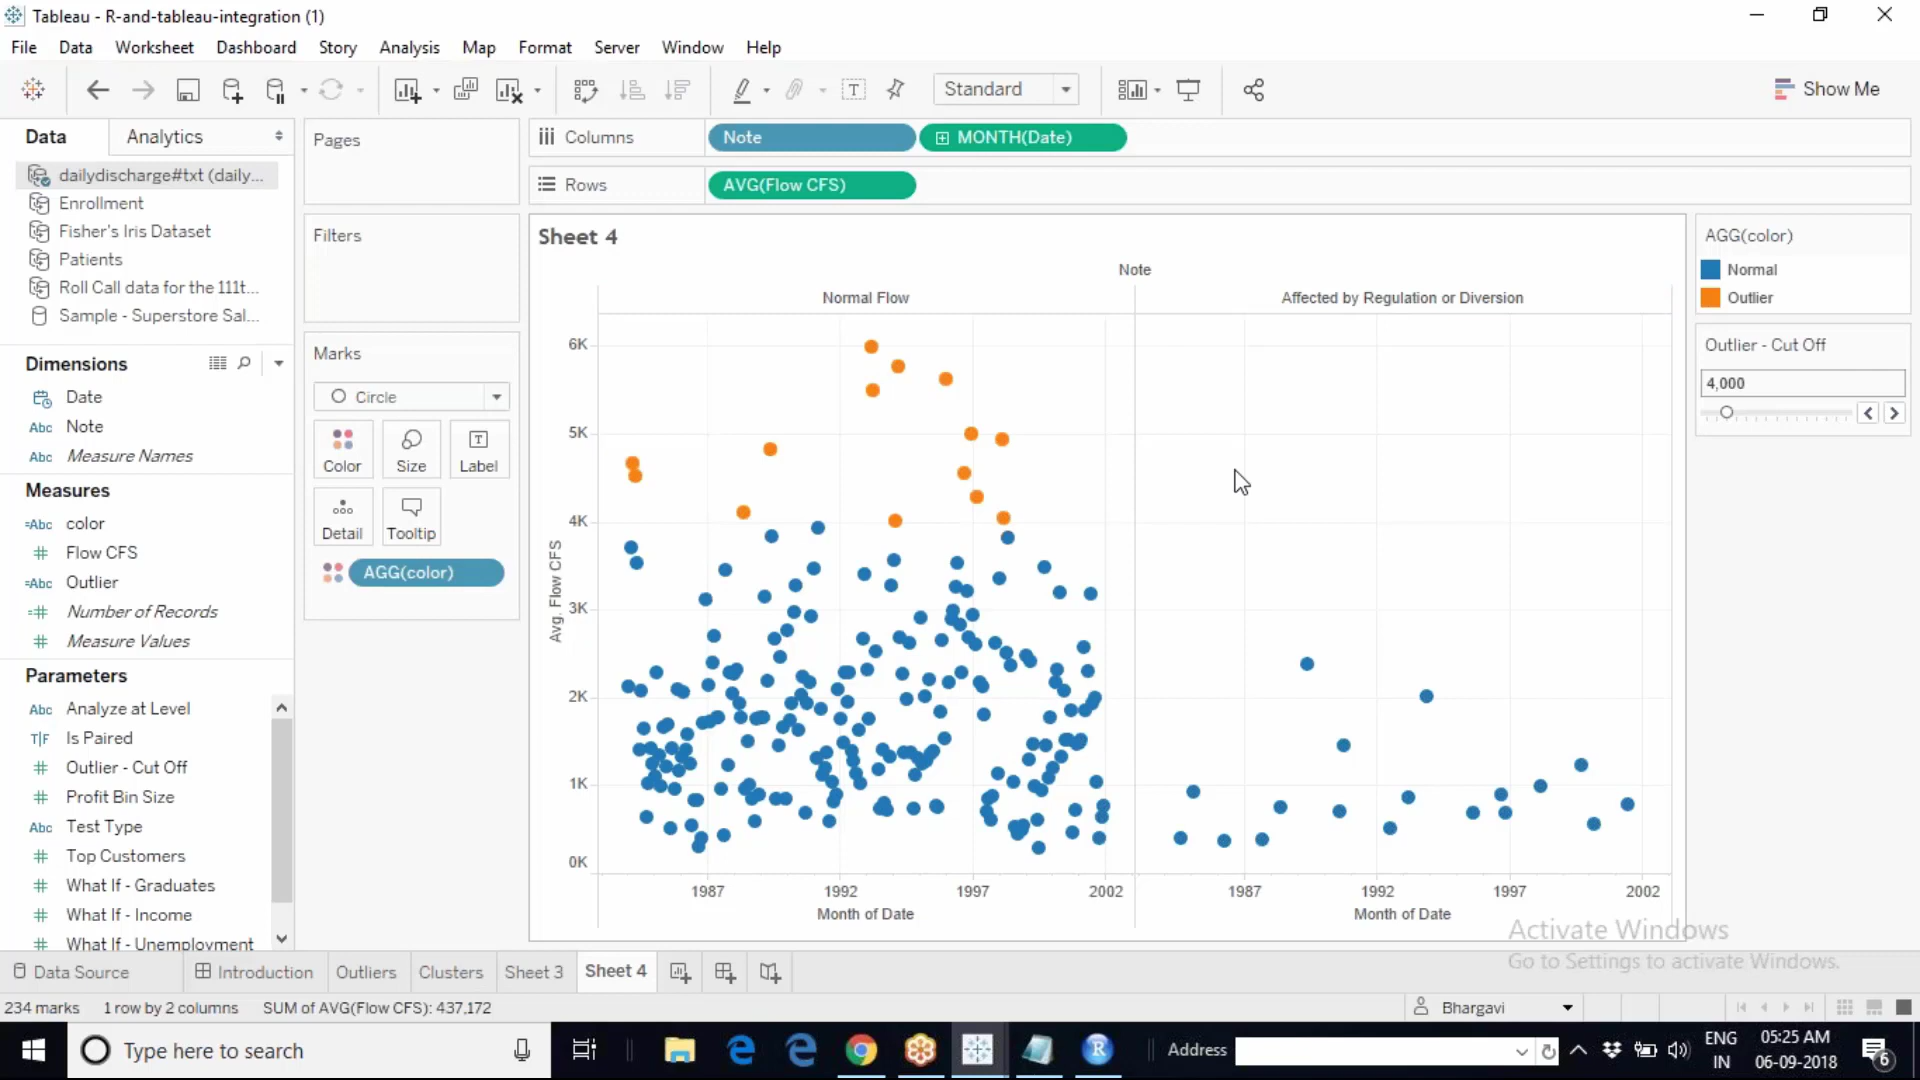 Tableau - R-and-tableau-integration (1)
File Data Worksheet Dashboard Story Analysis Map Format Server Window Help
Standard
Show Me
Data Analytics
dailydischarge#txt (daily...
Enrollment
Fisher's Iris Dataset
Patients
Roll Call data for the 111t...
Sample - Superstore Sal...
Dimensions
Date
Abc Note
Abc Measure Names
Measures
=Abc color
# Flow CFS
=Abc Outlier
=# Number of Records
# Measure Values
Parameters
Abc Analyze at Level
T|F Is Paired
# Outlier - Cut Off
# Profit Bin Size
Abc Test Type
# Top Customers
# What If - Graduates
# What If - Income
# What If - Unemployment
Pages
Filters
Marks
Circle
Color Size Label
Detail Tooltip
AGG(color)
Columns Note MONTH(Date)
Rows AVG(Flow CFS)
Sheet 4
Note
Normal Flow Affected by Regulation or Diversion
6K
5K
4K
3K
2K
1K
0K
Avg. Flow CFS
1987 1992 1997 2002 1987 1992 1997 2002
Month of Date Month of Date
AGG(color)
Normal
Outlier
Outlier - Cut Off
4,000
Activate Windows
Go to Settings to activate Windows.
Data Source Introduction Outliers Clusters Sheet 3 Sheet 4
234 marks 1 row by 2 columns SUM of AVG(Flow CFS): 437,172
Bhargavi
Type here to search
R
Address
ENG
IN
05:25 AM
06-09-2018
6